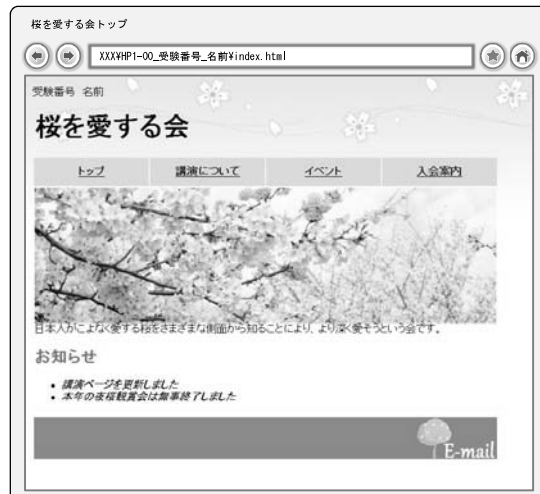 桜を愛する会トップ
XXX¥HP1-00_受験番号_名前¥index.html
受験番号 名前
桜を愛する会
トップ 講演について イベント 入会案内
日本人がこよなく愛する桜をさまざまな側面から知ることにより、より深く愛そうという会です。
お知らせ
• 講演ページを更新しました
• 本年の夜桜観賞会は無事終了しました
E-mail